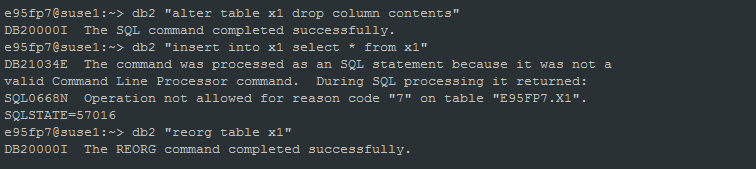 e95fp7@suse1:~> db2 "alter table x1 drop column contents"
DB20000I  The SQL command completed successfully.
e95fp7@suse1:~> db2 "insert into x1 select * from x1"
DB21034E  The command was processed as an SQL statement because it was not a
valid Command Line Processor command.  During SQL processing it returned:
SQL0668N  Operation not allowed for reason code "7" on table "E95FP7.X1".
SQLSTATE=57016
e95fp7@suse1:~> db2 "reorg table x1"
DB20000I  The REORG command completed successfully.